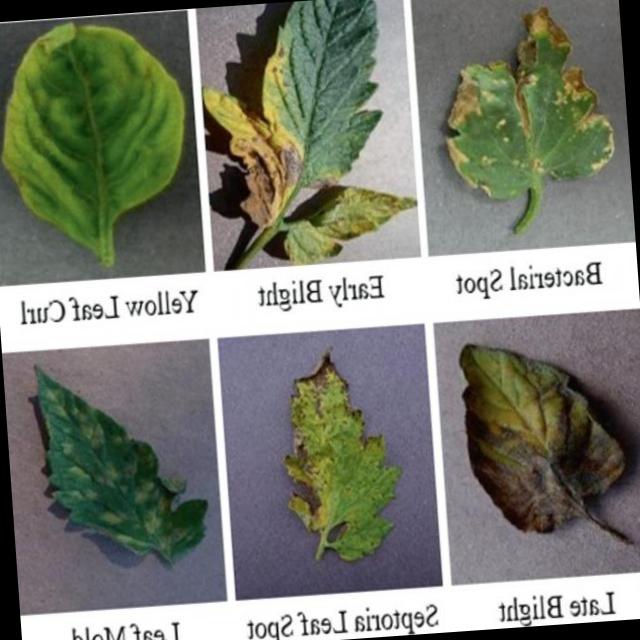 Bacterial Spot
Early Blight
Yellow Leaf Curl
Late Blight
Septoria Leaf Spot
Leaf Mold